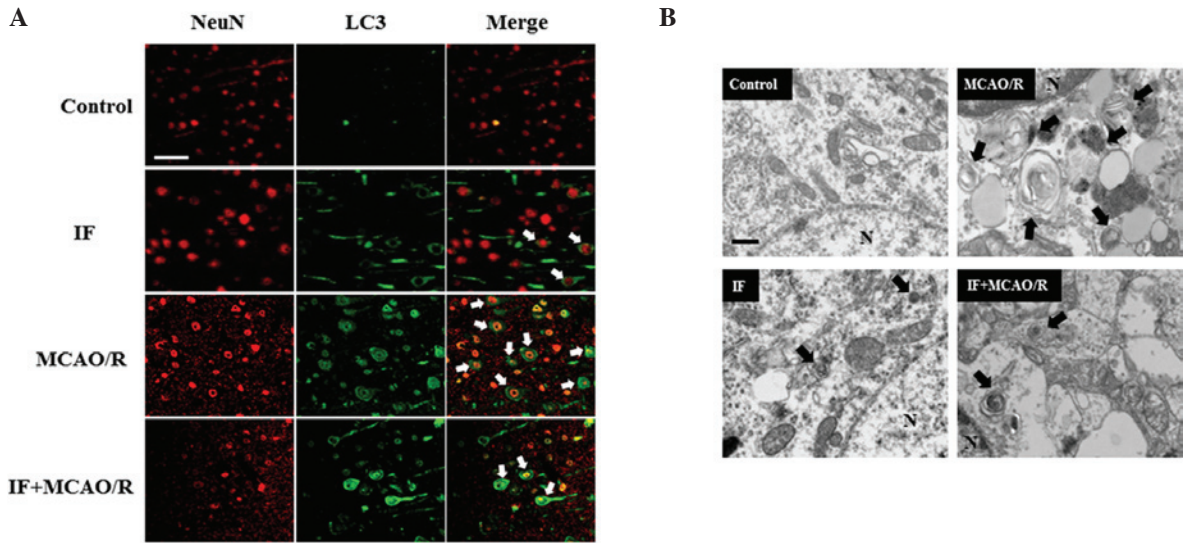 A
NeuN LC3 Merge
Control
IF
MCAO/R
IF+MCAO/R
B
Control
N
MCAO/R
N
IF
N
IF+MCAO/R
N